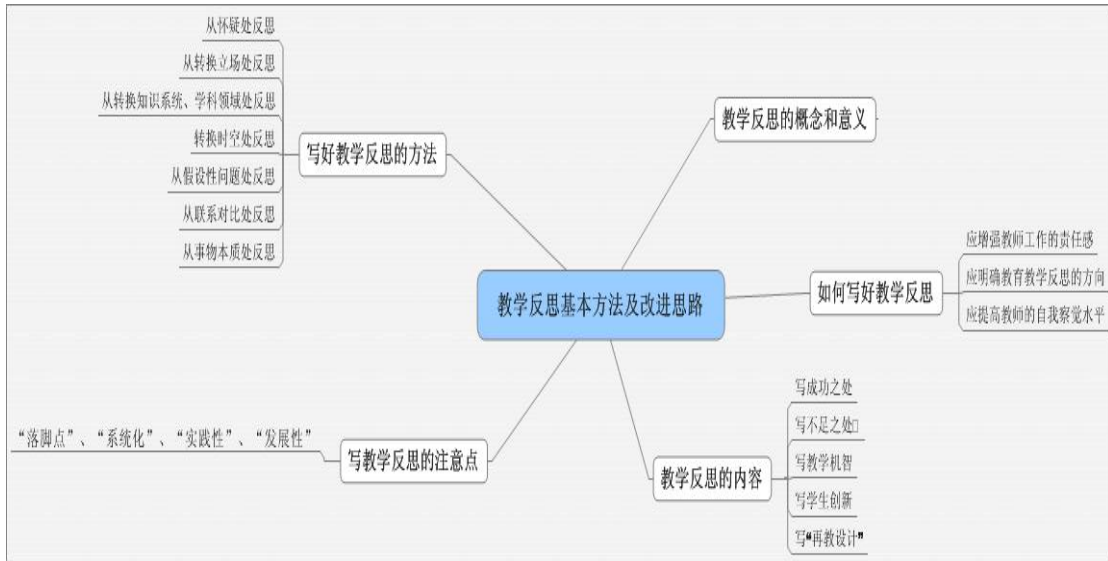 教学反思基本方法及改进思路
教学反思的概念和意义
如何写好教学反思
应增强教师工作的责任感
应明确教育教学反思的方向
应提高教师的自我察觉水平
教学反思的内容
写成功之处
写不足之处□
写教学机智
写学生创新
写“再教设计”
写教学反思的注意点
“落脚点”、“系统化”、“实践性”、“发展性”
写好教学反思的方法
从怀疑处反思
从转换立场处反思
从转换知识系统、学科领域处反思
转换时空处反思
从假设性问题处反思
从联系对比处反思
从事物本质处反思